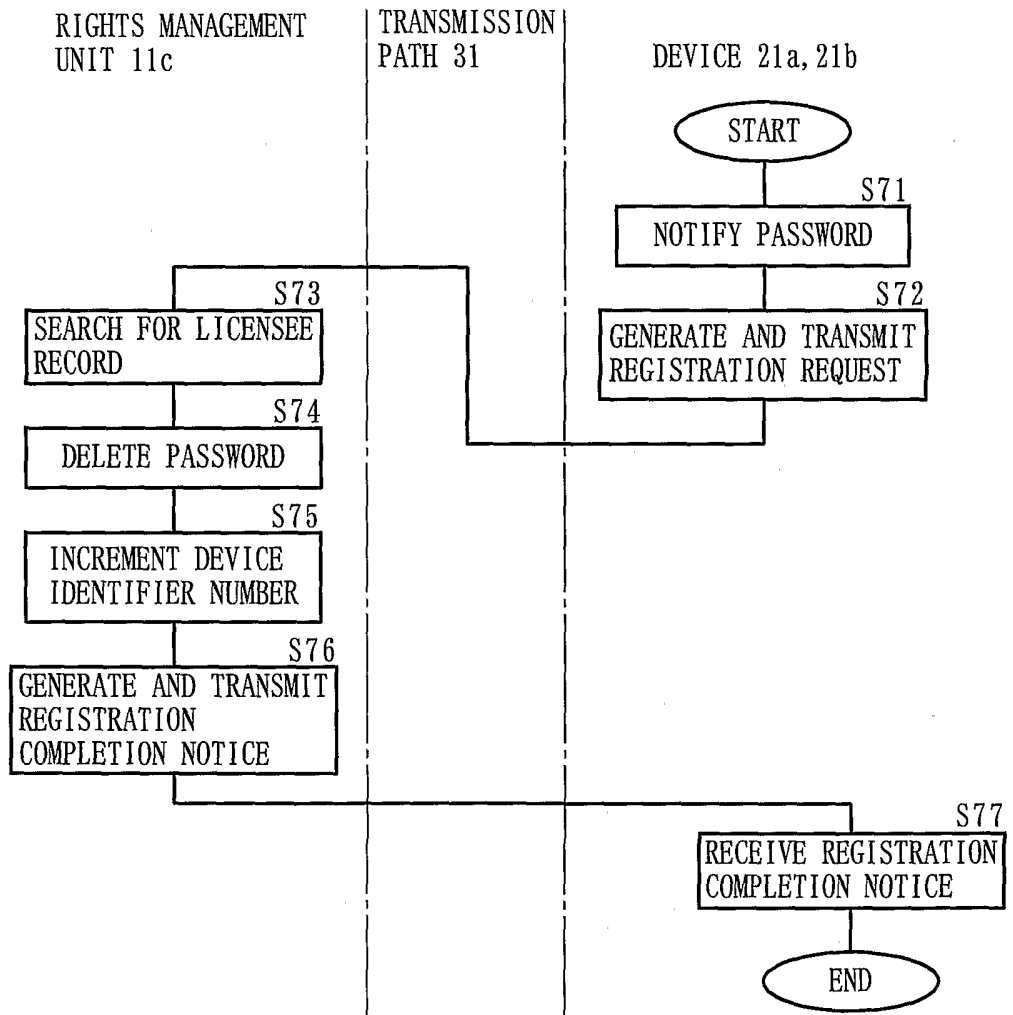 RIGHTS MANAGEMENT
UNIT 11c
TRANSMISSION
PATH 31
DEVICE 21a, 21b
START
S71
NOTIFY PASSWORD
S72
GENERATE AND TRANSMIT
REGISTRATION REQUEST
S73
SEARCH FOR LICENSEE
RECORD
S74
DELETE PASSWORD
S75
INCREMENT DEVICE
IDENTIFIER NUMBER
S76
GENERATE AND TRANSMIT
REGISTRATION
COMPLETION NOTICE
S77
RECEIVE REGISTRATION
COMPLETION NOTICE
END